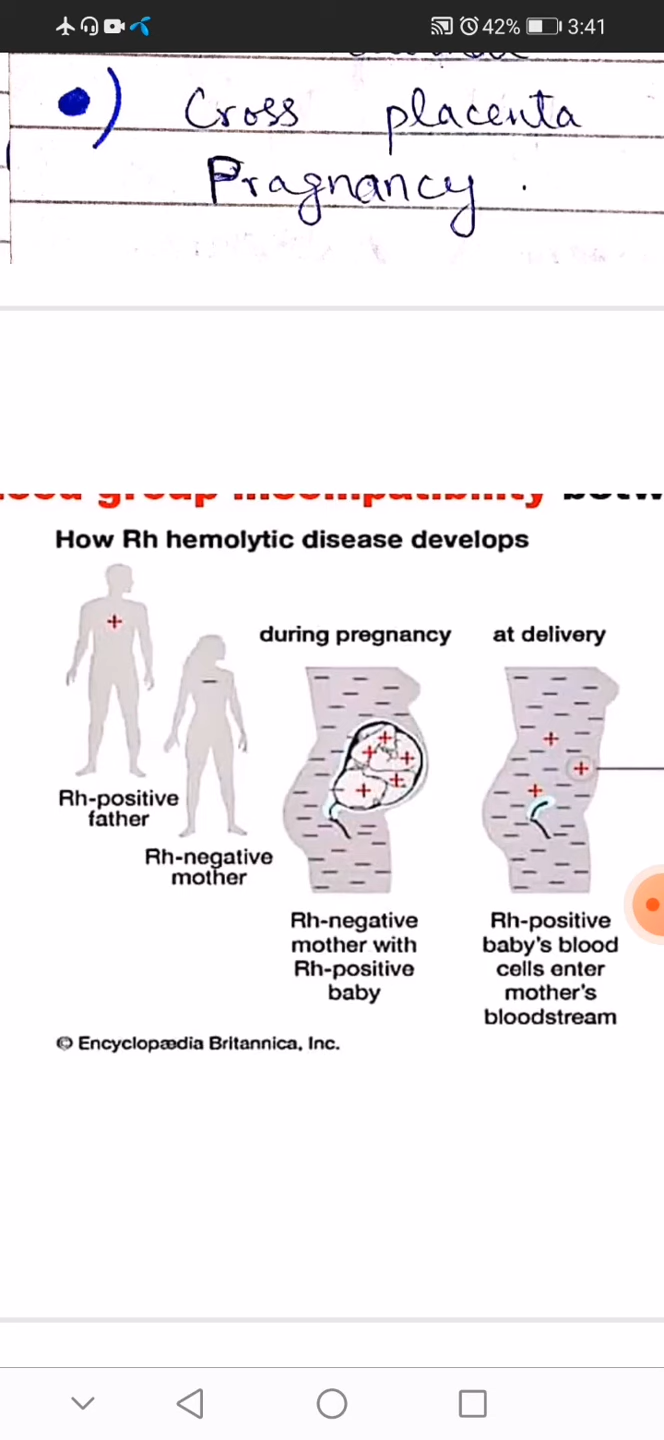 42% 3:41
Cross placenta
Pragnancy.
group incompatibility
How Rh hemolytic disease develops
during pregnancy
at delivery
Rh-positive
father
Rh-negative
mother
Rh-negative
mother with
Rh-positive
baby
Rh-positive
baby's blood
cells enter
mother's
bloodstream
© Encyclopædia Britannica, Inc.